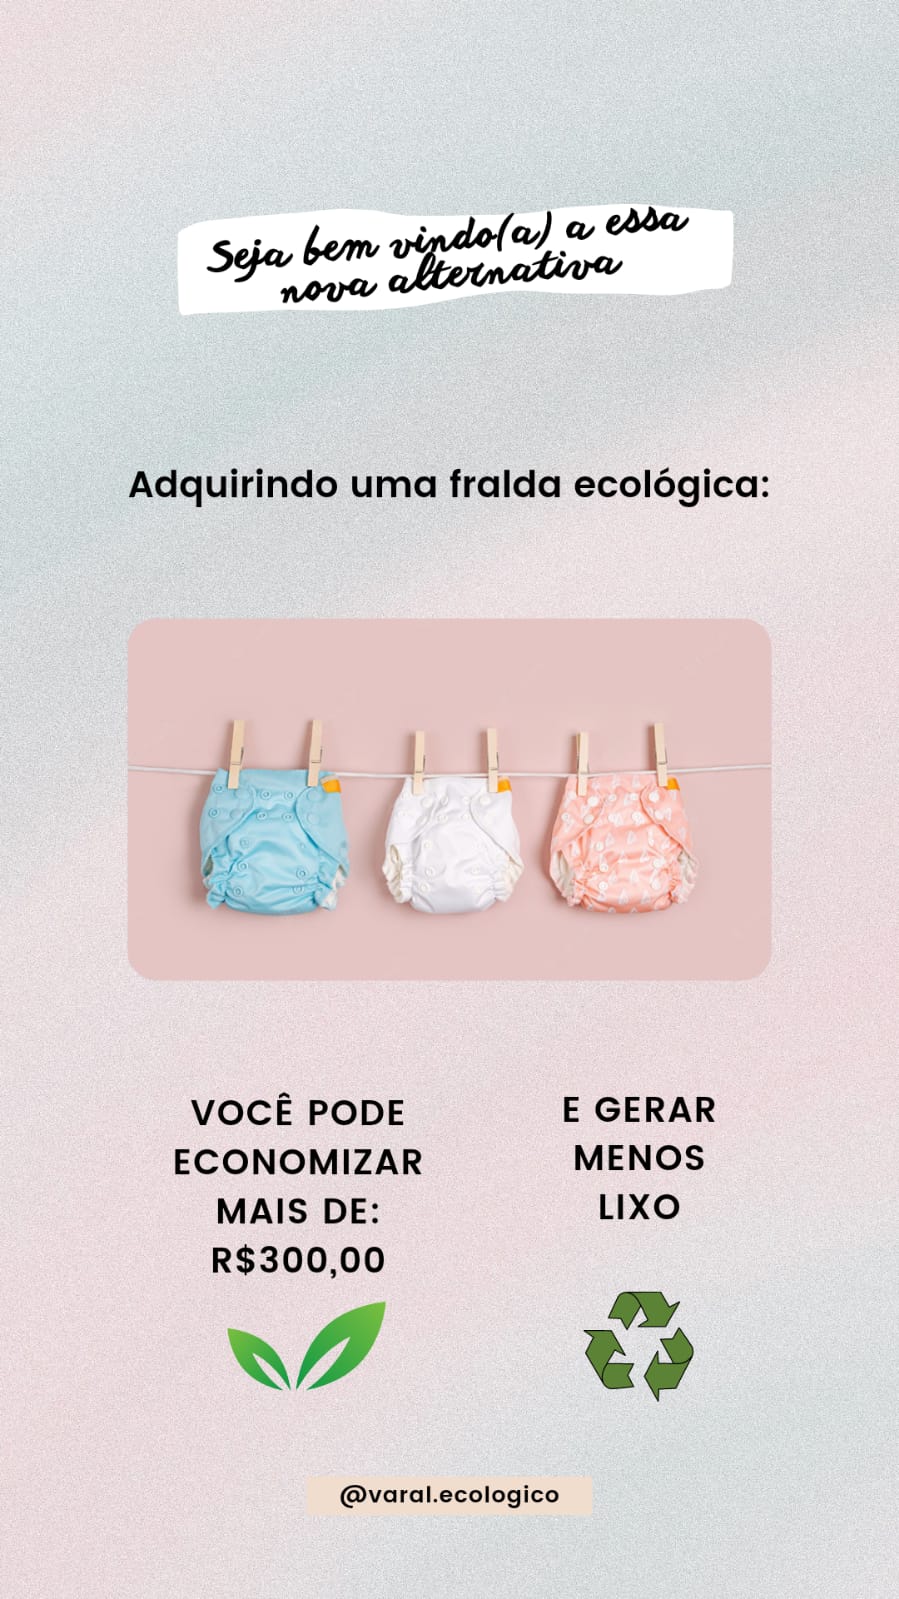 Seja bem vindo(a) a essa
nova alternativa
Adquirindo uma fralda ecológica:
VOCÊ PODE
ECONOMIZAR
MAIS DE:
R$300,00
E GERAR
MENOS
LIXO
@varal.ecologico